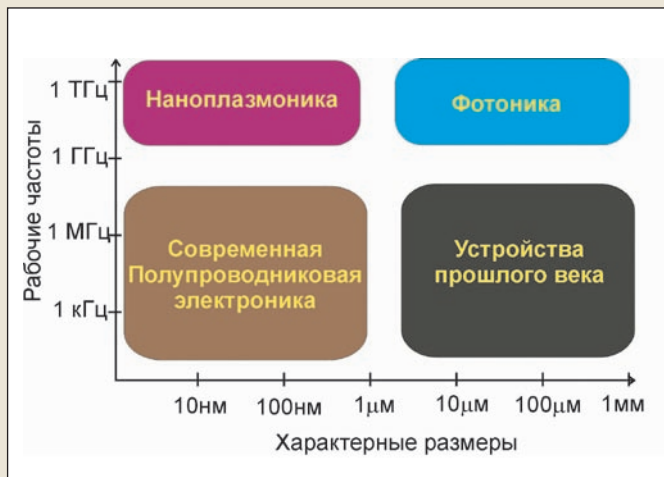 1 ТГц
1 ГГц
1 МГц
1 кГц
Рабочие частоты
Наноплазмоника
Фотоника
Современная
Полупроводниковая
электроника
Устройства
прошлого века
10нм 100нм 1μм 10μм 100μм 1мм
Характерные размеры